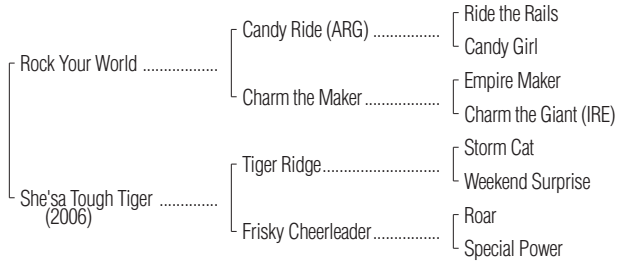 Ride the Rails
Candy Ride (ARG) ................
Candy Girl
Rock Your World .................
Empire Maker
Charm the Maker ..................
Charm the Giant (IRE)
Storm Cat
Tiger Ridge............................
Weekend Surprise
She'sa Tough Tiger ..............
(2006)
Roar
Frisky Cheerleader................
Special Power